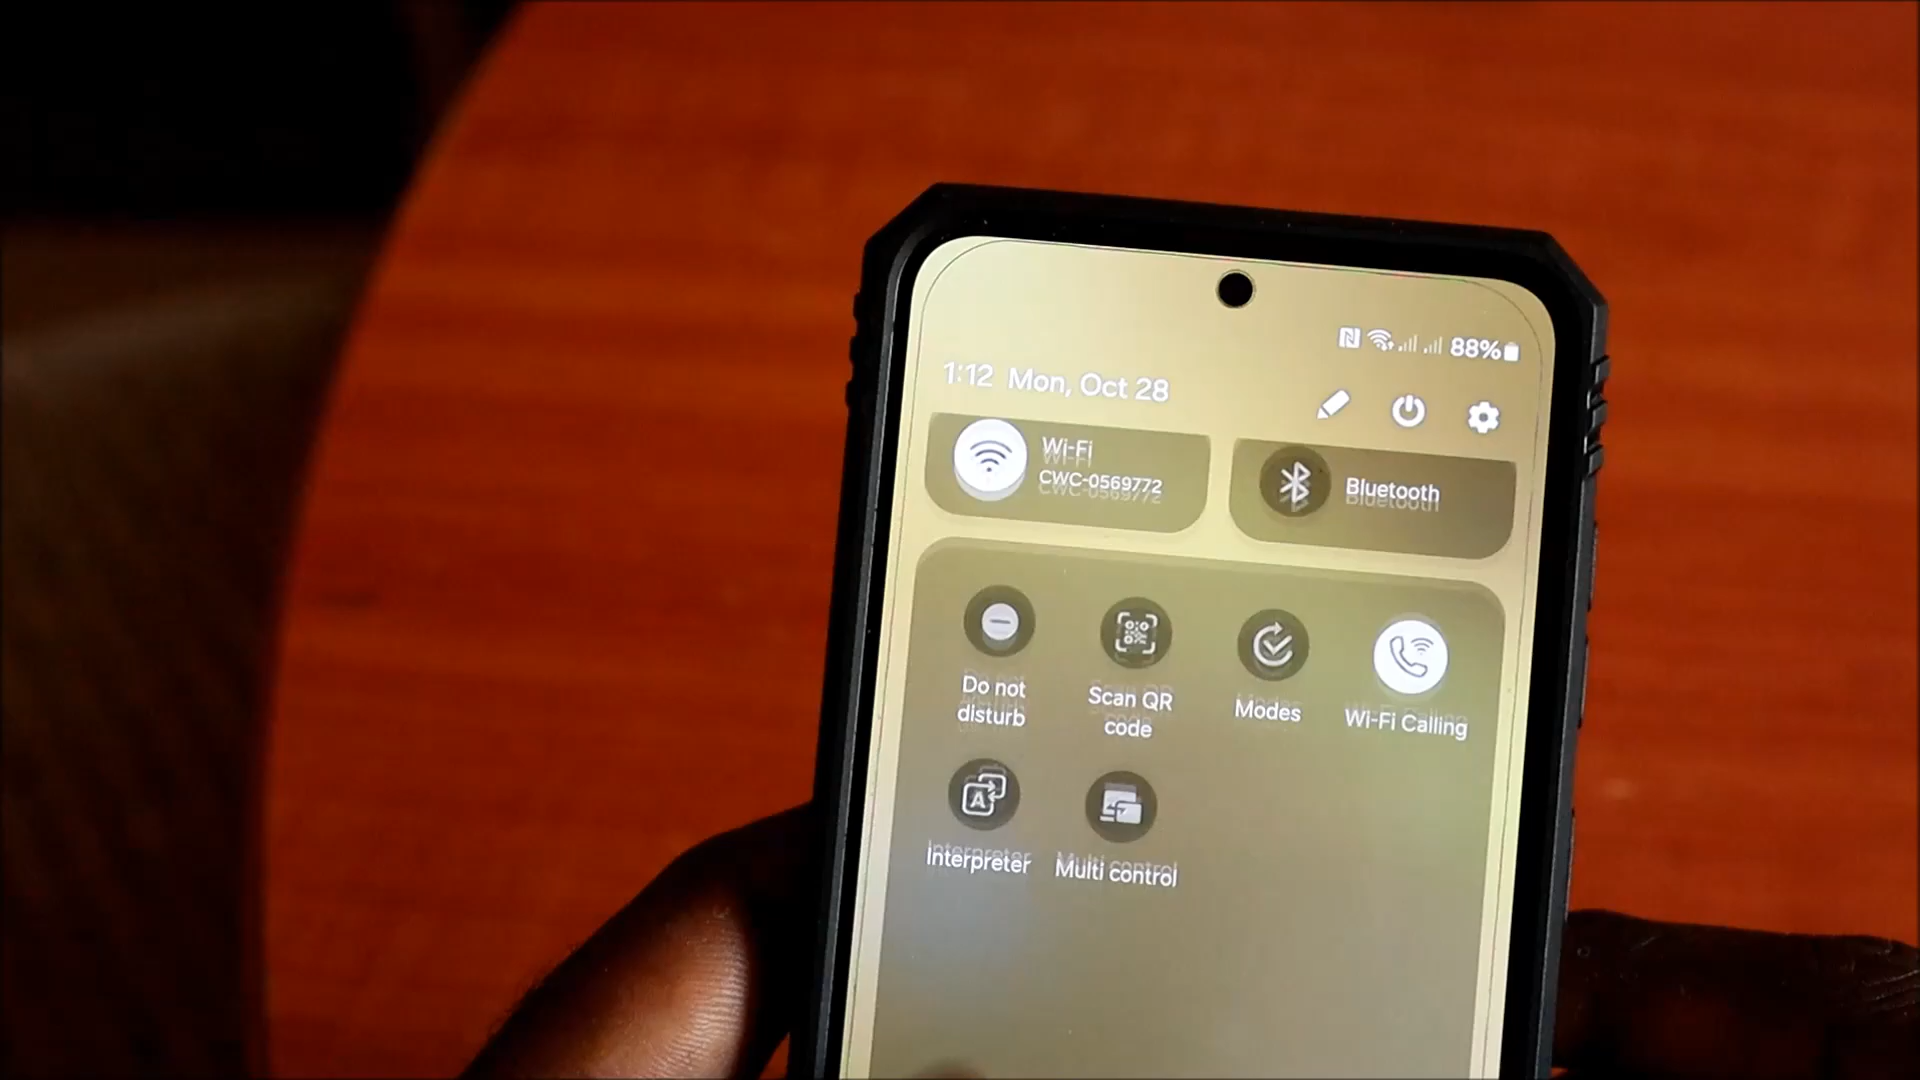 88%
1:12 Mon, Oct 28
Wi-Fi
CWC-0569772
Bluetooth
Do not
disturb
Scan QR
code
Modes
Wi-Fi Calling
Interpreter
Multi control